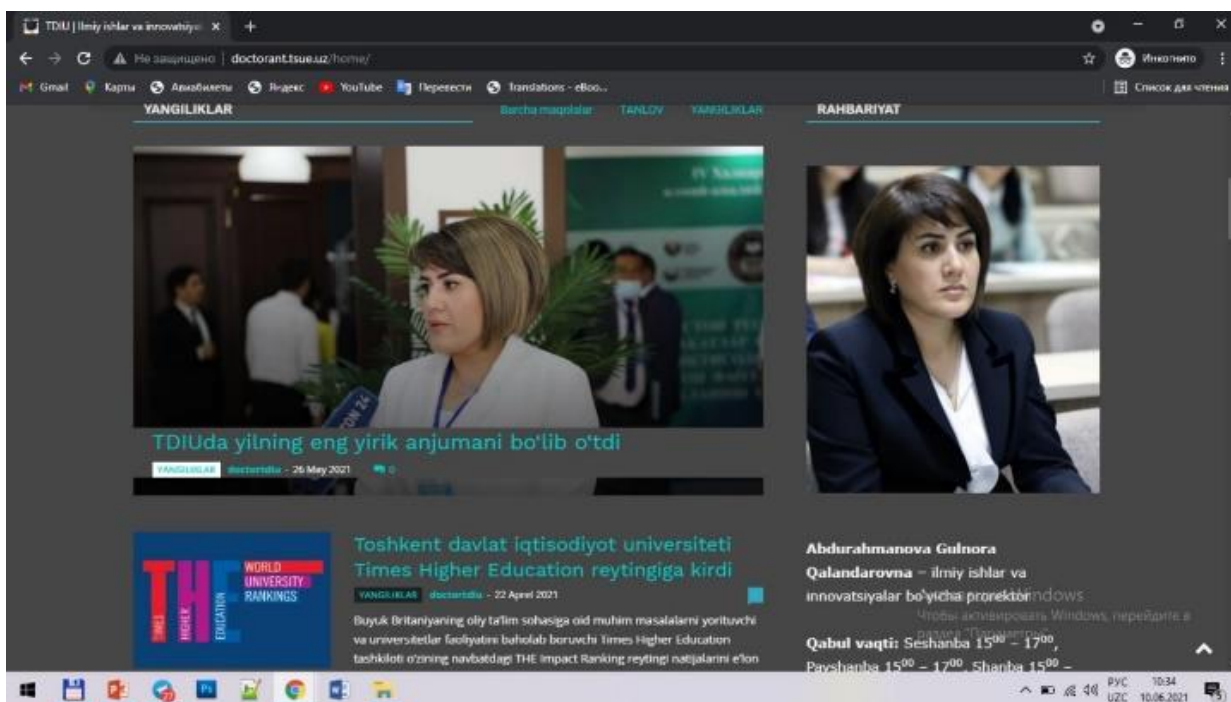 TDIU | Ilmiy ishlar va innovatsiya
Не защищено | doctorant.tsue.uz/home/
Инкогнито
Gmail Карты Авиабилеты Яндекс YouTube Перевести Translations - eBoo...
Список для чтения
YANGILIKLAR
Barcha maqolalar TANLOV YANGILIKLAR
TDIUda yilning eng yirik anjumani bo'lib o'tdi
YANGILIKLAR doctortdiu - 26 May 2021 0
TIMES HIGHER EDUCATION
WORLD
UNIVERSITY
RANKINGS
Toshkent davlat iqtisodiyot universiteti
Times Higher Education reytingiga kirdi
YANGILIKLAR doctortdiu - 22 Aprel 2021
Buyuk Britaniyaning oliy ta'lim sohasiga oid muhim masalalarni yorituvchi
va universitetlar faoliyatini baholab boruvchi Times Higher Education
tashkiloti o'zining navbatdagi THE Impact Ranking reytingi natijalarini e'lon
RAHBARIYAT
Abdurahmanova Gulnora
Qalandarovna – ilmiy ishlar va
innovatsiyalar bo'yicha prorektor
Qabul vaqti: Seshanba 15⁰⁰ – 17⁰⁰,
Payshanba 15⁰⁰ – 17⁰⁰, Shanba 15⁰⁰ –
Чтобы активировать Windows, перейдите в
РУС 10:34
UZC 10.06.2021